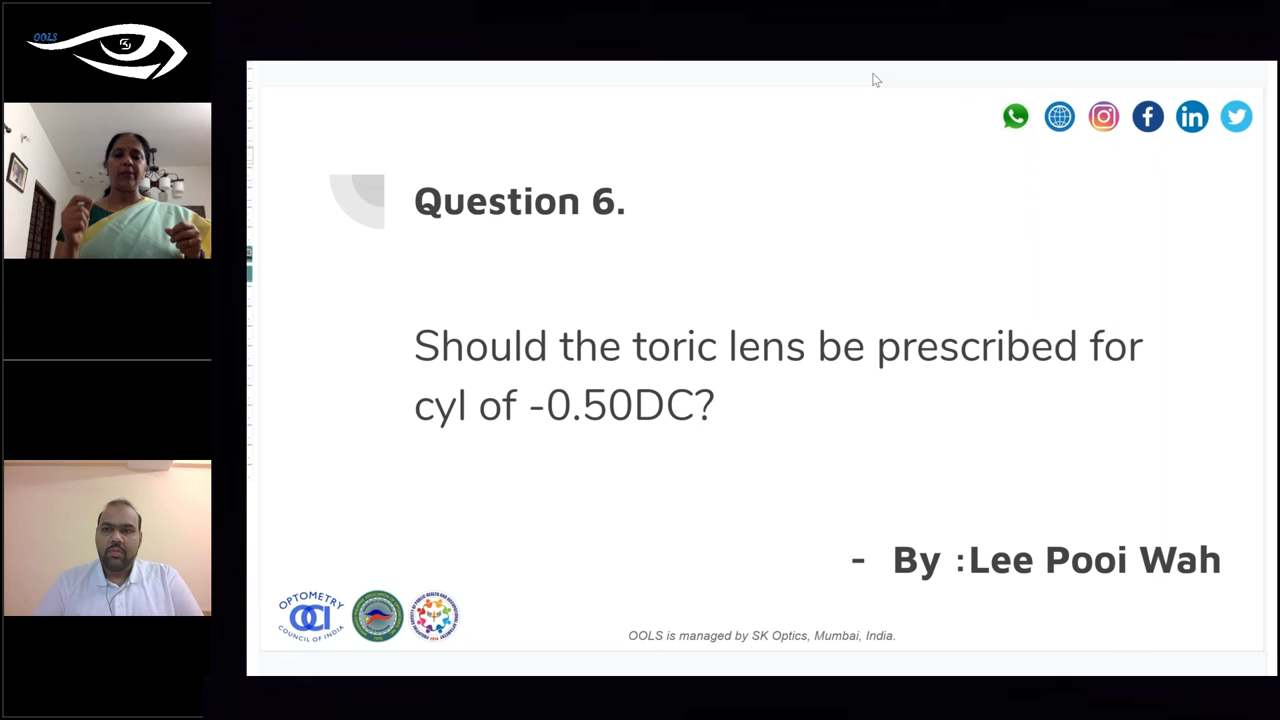 OOLS
Question 6.
Should the toric lens be prescribed for
cyl of -0.50DC?
- By :Lee Pooi Wah
OPTOMETRY
OCI
COUNCIL OF INDIA
OOLS is managed by SK Optics, Mumbai, India.